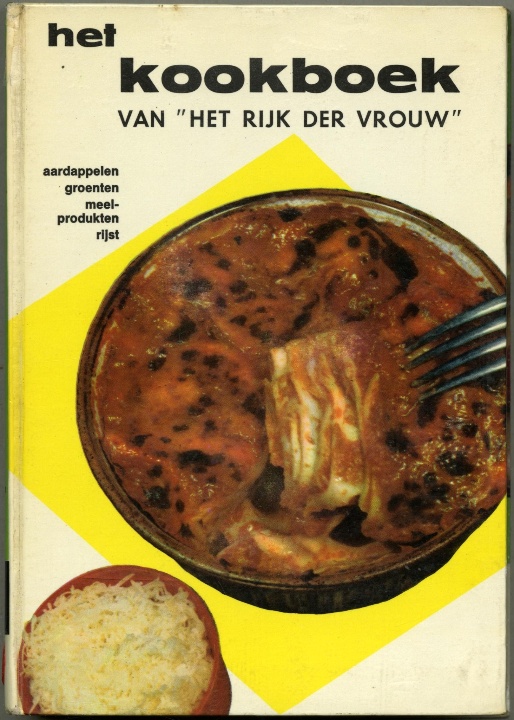 het
kookboek
VAN "HET RIJK DER VROUW"
aardappelen
groenten
meel-
produkten
rijst